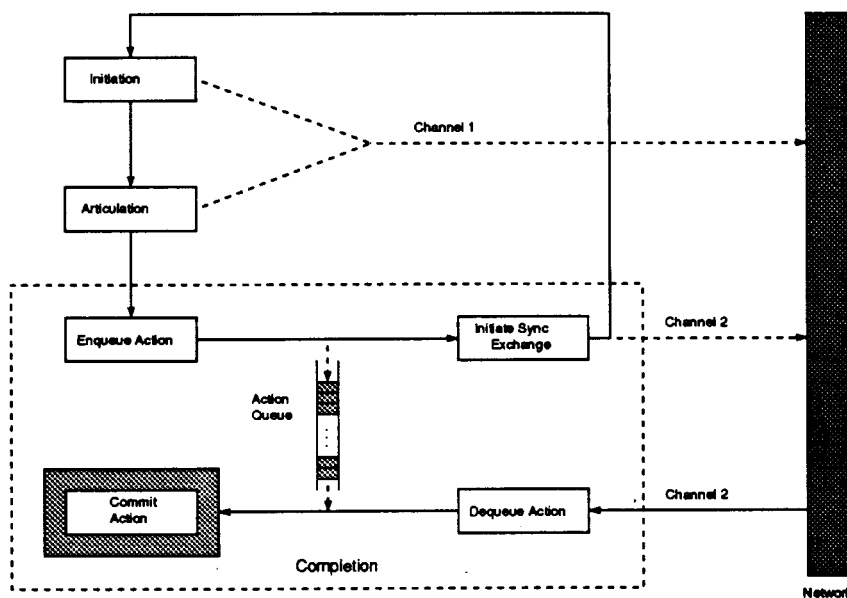 Initiation
Channel 1
Articulation
Enqueue Action
Initiate Sync
Exchange
Channel 2
Action
Queue
Commit
Action
Dequeue Action
Channel 2
Completion
Network